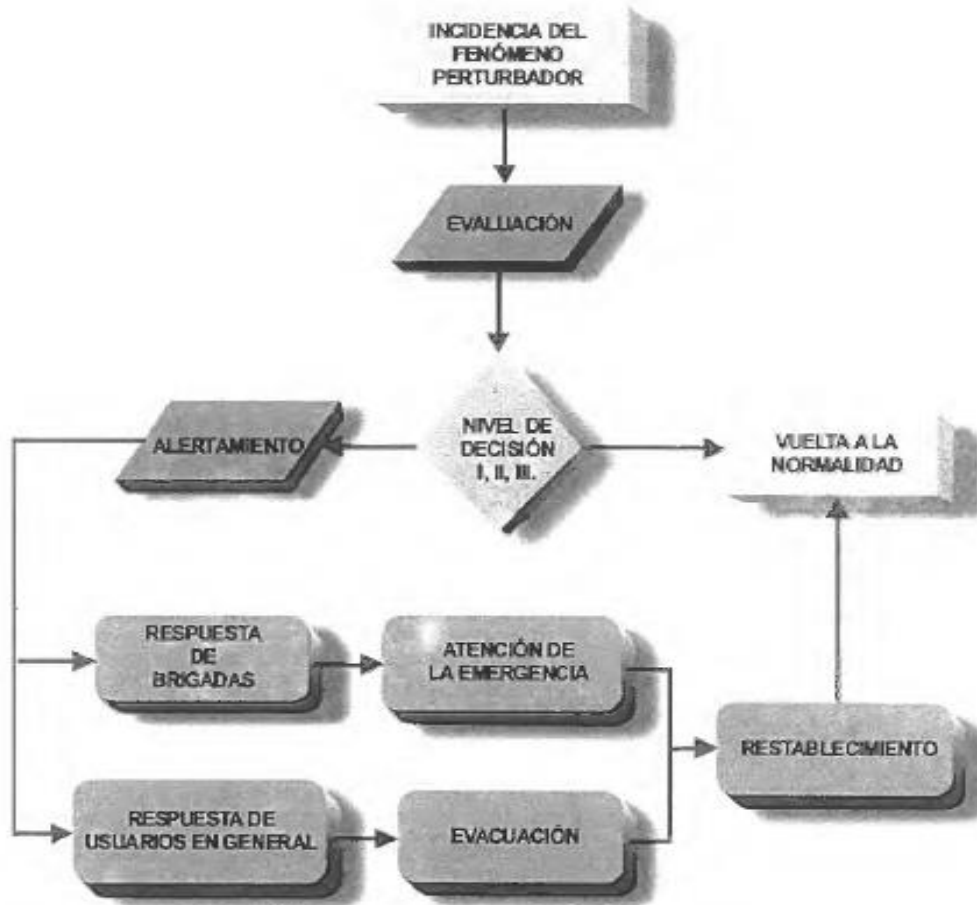 INCIDENCIA DEL
FENÓMENO
PERTURBADOR
EVALUACIÓN
NIVEL DE
DECISIÓN
I, II, III.
ALERTAMIENTO
VUELTA A LA
NORMALIDAD
RESPUESTA
DE
BRIGADAS
ATENCIÓN DE
LA EMERGENCIA
RESTABLECIMIENTO
RESPUESTA DE
USUARIOS EN GENERAL
EVACUACIÓN